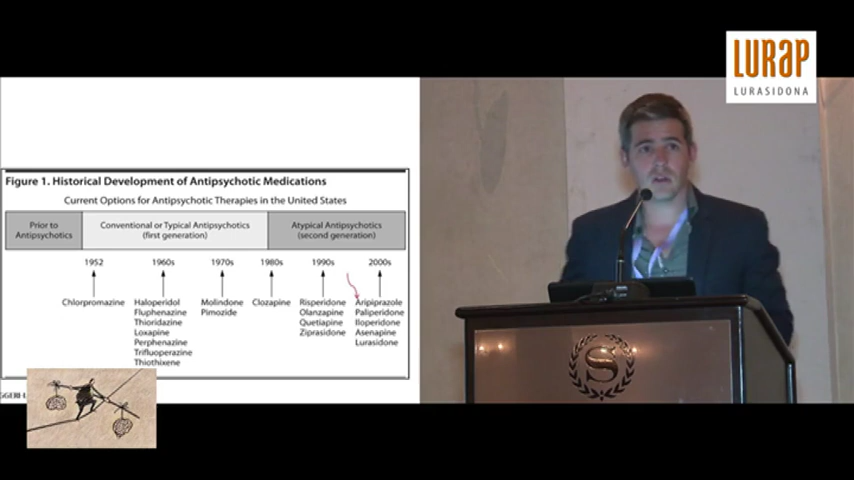 LURAP
LURASIDONA
Figure 1. Historical Development of Antipsychotic Medications
Current Options for Antipsychotic Therapies in the United States
Prior to
Antipsychotics
Conventional or Typical Antipsychotics
(first generation)
Atypical Antipsychotics
(second generation)
1952
1960s
1970s
1980s
1990s
2000s
Chlorpromazine
Haloperidol
Fluphenazine
Thioridazine
Loxapine
Perphenazine
Trifluoperazine
Thiothixene
Molindone
Pimozide
Clozapine
Risperidone
Olanzapine
Quetiapine
Ziprasidone
Aripiprazole
Paliperidone
Iloperidone
Asenapine
Lurasidone
S